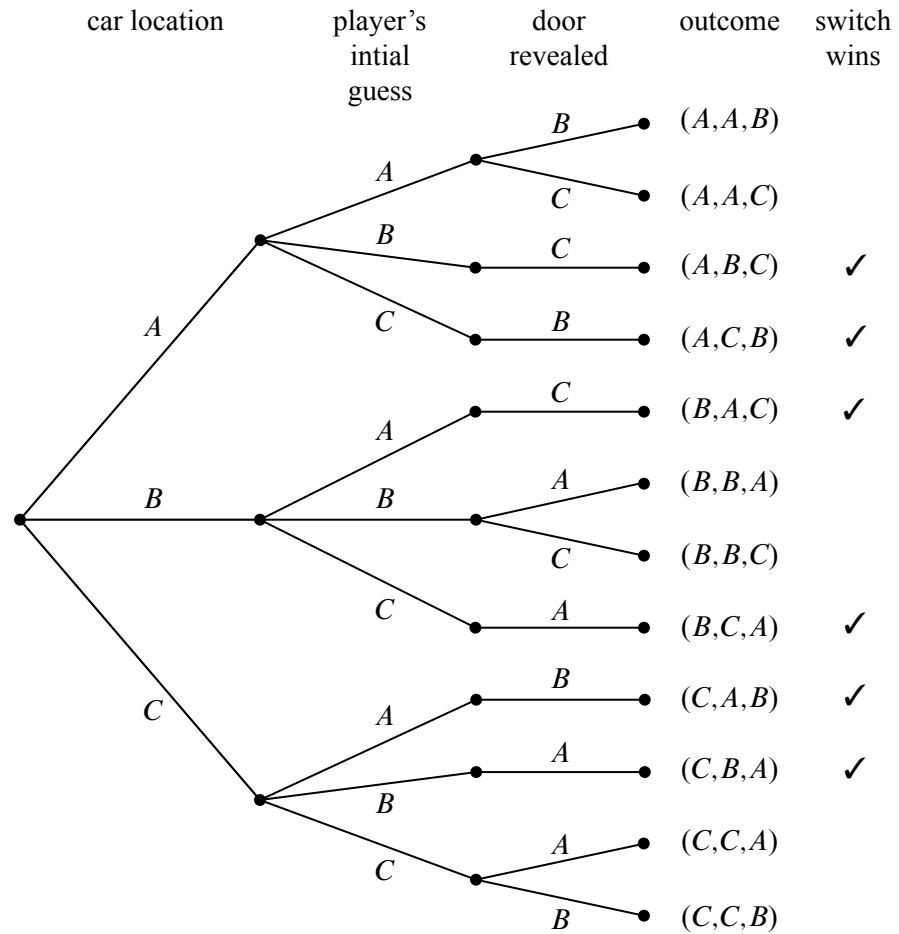 car location
player’s
intial
guess
door
revealed
outcome
switch
wins
B
(A,A,B)
A
C
(A,A,C)
B
C
(A,B,C) ✓
A
C
B
(A,C,B) ✓
C
(B,A,C) ✓
A
B
B
A
(B,B,A)
C
(B,B,C)
C
A
(B,C,A) ✓
C
A
B
(C,A,B) ✓
B
A
(C,B,A) ✓
C
A
(C,C,A)
B
(C,C,B)